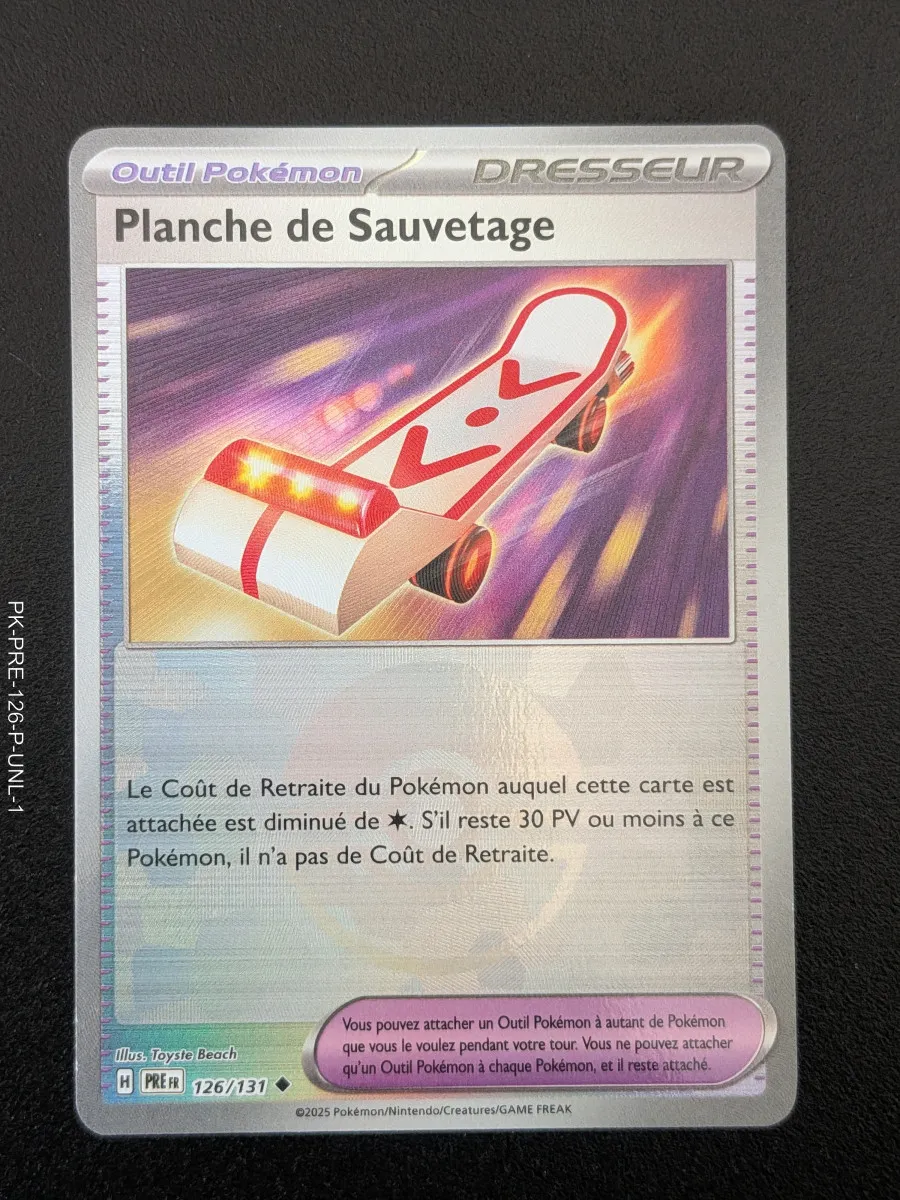 Outil Pokémon
DRESSEUR
Planche de Sauvetage
Le Coût de Retraite du Pokémon auquel cette carte est
attachée est diminué de ✶. S'il reste 30 PV ou moins à ce
Pokémon, il n'a pas de Coût de Retraite.
Vous pouvez attacher un Outil Pokémon à autant de Pokémon
que vous le voulez pendant votre tour. Vous ne pouvez attacher
qu'un Outil Pokémon à chaque Pokémon, et il reste attaché.
Illus. Toyste Beach
H PRE FR 126/131 ◆
©2025 Pokémon/Nintendo/Creatures/GAME FREAK
PK-PRE-126-P-UNL-1